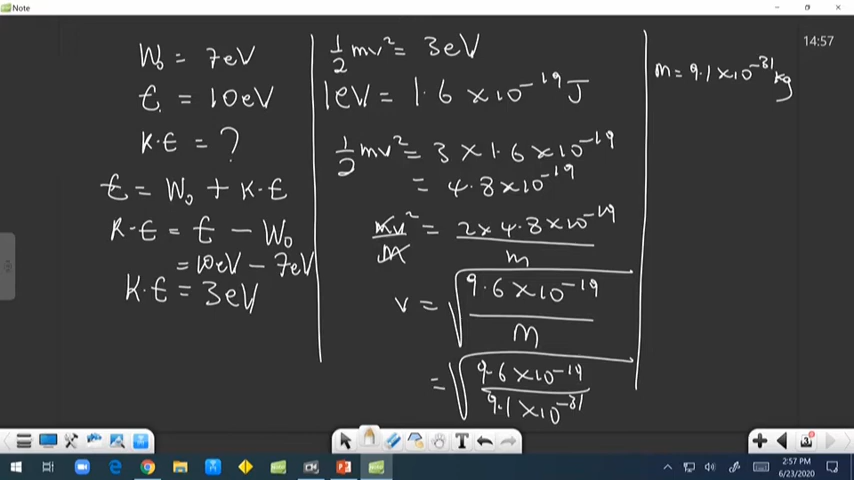 Note
14:57
W₀ = 7eV
E = 10eV
K·E = ?
E = W₀ + K·E
K·E = E − W₀
= 10eV − 7eV
K·E = 3eV
½mv² = 3eV
1eV = 1.6 × 10⁻¹⁹ J
½mv² = 3 × 1.6 × 10⁻¹⁹
= 4.8 × 10⁻¹⁹
mv²/m = 2 × 4.8 × 10⁻¹⁹/m
v = √(9.6 × 10⁻¹⁹/M)
= √(9.6 × 10⁻¹⁹/9.1 × 10⁻³¹)
m = 9.1 × 10⁻³¹ kg
T
3
2:57 PM
6/23/2020